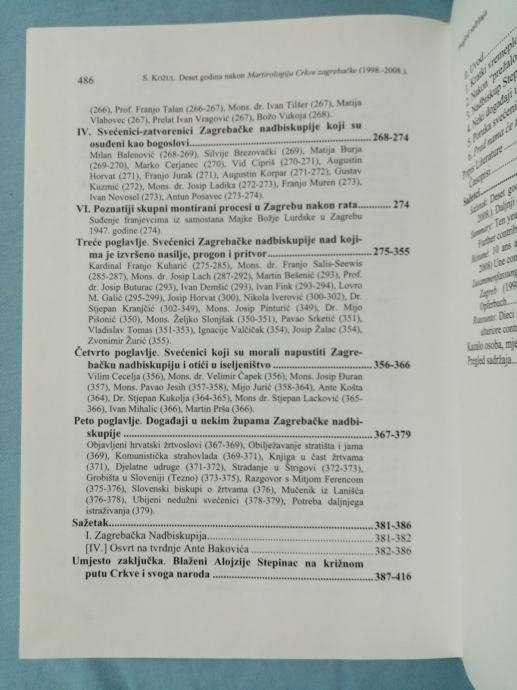 486
S. KOŽUL. Deset godina nakon Martirologija Crkve zagrebačke (1998.-2008.).
(266), Prof. Franjo Talan (266-267), Mons. dr. Ivan Tilšer (267), Matija
Vlahovec (267), Prelat Ivan Vragović (267), Božo Vukoja (268).
IV. Svećenici-zatvorenici Zagrebačke nadbiskupije koji su
osuđeni kao bogoslovi....................268-274
Milan Balenović (268-269), Silvije Brezovački (269), Matija Burja
(269-270), Marko Cerjanec (270), Vid Cipriš (270-271), Augustin
Horvat (271), Franjo Jurak (271), Augustin Korpar (271-272), Gustav
Kuzmić (272), Mons. dr. Josip Ladika (272-273), Franjo Muren (273),
Ivan Novosel (273), Antun Posavec (273-274).
VI. Poznatiji skupni montirani procesi u Zagrebu nakon rata.......... 274
Suđenje franjevcima iz samostana Majke Božje Lurdske u Zagrebu
1947. godine (274).
Treće poglavlje. Svećenici Zagrebačke nadbiskupije nad koji-
ma je izvršeno nasilje, progon i pritvor....................275-355
Kardinal Franjo Kuharić (275-285), Mons. dr. Franjo Salis-Seewis
(285-287), Mons. dr. Josip Lach (287-292), Martin Bešenić (293), Prof.
dr. Josip Buturac (293), Ivan Demšić (293), Ivan Fink (293-294), Lovro
M. Galić (295-299), Josip Horvat (300), Nikola Iverović (300-302), Dr.
Stjepan Kranjčić (302-349), Mons. Josip Pinturić (349), Dr. Mijo
Pišonić (350), Mons. Željko Slonjšak (350-351), Pavao Srketić (351),
Vladislav Tomas (351-353), Ignacije Valčičak (354), Josip Žalac (354),
Zvonimir Žurić (355).
Četvrto poglavlje. Svećenici koji su morali napustiti Zagre-
bačku nadbiskupiju i otići u iseljeništvo ....................356-366
Vilim Cecelja (356), Mons. dr. Velimir Čapek (356), Mons. Josip Đuran
(357), Mons. Pavao Jesih (357-358), Mijo Jurić (358-364), Ante Košta
(364), Dr. Stjepan Kukolja (364-365), Mons dr. Stjepan Lacković (365-
366), Ivan Mihalic (366), Martin Prša (366).
Peto poglavlje. Događaji u nekim župama Zagrebačke nadbi-
skupije ....................367-379
Objavljeni hrvatski žrtvoslovi (367-369), Obilježavanje stratišta i jama
(369), Komunistička strahovlada (369-371), Knjiga u čast žrtvama
(371), Djelatne udruge (371-372), Stradanje u Štrigovi (372-373),
Grobišta u Sloveniji (Tezno) (373-375), Razgovor s Mitjom Ferencom
(375-376), Slovenski biskupi o žrtvama (376), Mučenik iz Lanišća
(376-378), Ubijeni nedužni svećenici (378-379), Potreba daljnjega
istraživanja (379).
Sažetak....................381-386
I. Zagrebačka Nadbiskupija....................381-382
[IV.] Osvrt na tvrdnje Ante Bakovića ....................382-386
Umjesto zaključka. Blaženi Alojzije Stepinac na križnom
putu Crkve i svoga naroda ....................387-416
Pregled sadržaja
0. Uvod
Popis Literature
Časopisi
Sažetci
Kazalo osoba, mje
Pregled sadržaja...